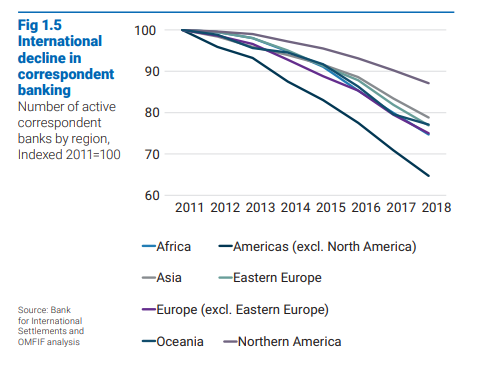 Fig 1.5
International
decline in
correspondent
banking
Number of active
correspondent
banks by region,
Indexed 2011=100
100
90
80
70
60
2011 2012 2013 2014 2015 2016 2017 2018
Africa Americas (excl. North America)
Asia Eastern Europe
Europe (excl. Eastern Europe)
Oceania Northern America
Source: Bank
for International
Settlements and
OMFIF analysis